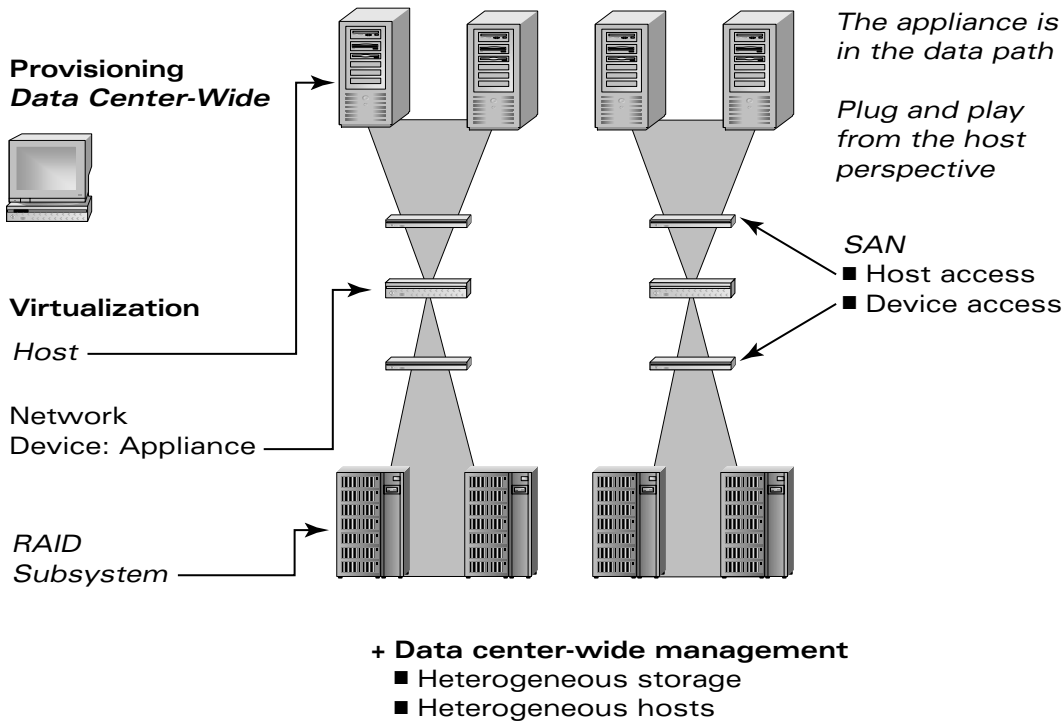 Provisioning
Data Center-Wide
Virtualization
Host
Network
Device: Appliance
RAID
Subsystem
The appliance is
in the data path
Plug and play
from the host
perspective
SAN
■ Host access
■ Device access
+ Data center-wide management
■ Heterogeneous storage
■ Heterogeneous hosts